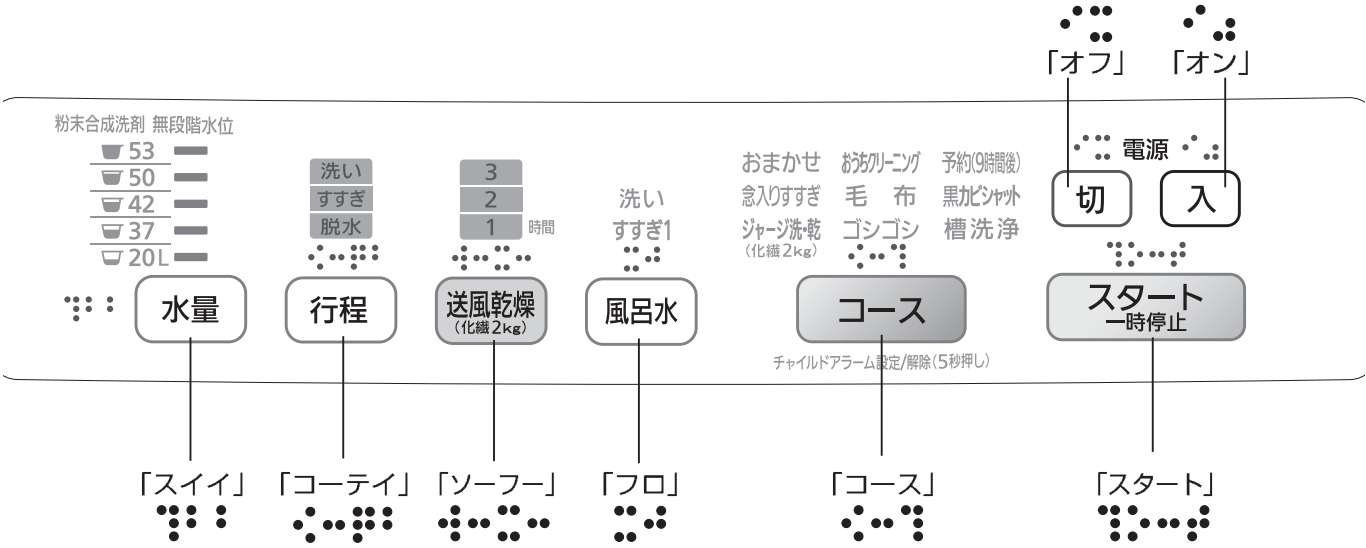 「オフ」
「オン」
粉末合成洗剤 無段階水位
53
50
42
37
20L
水量
洗い
すすぎ
脱水
行程
3
2
1 時間
送風乾燥
(化繊2kg)
洗い
すすぎ1
風呂水
おまかせ おうちクリーニング 予約(9時間後)
念入りすすぎ 毛 布 黒カビシャット
ジャージ洗・乾 ゴシゴシ 槽洗浄
(化繊2kg)
コース
チャイルドアラーム設定/解除(5秒押し)
電源
切
入
スタート
一時停止
「スイイ」
「コーテイ」
「ソーフー」
「フロ」
「コース」
「スタート」